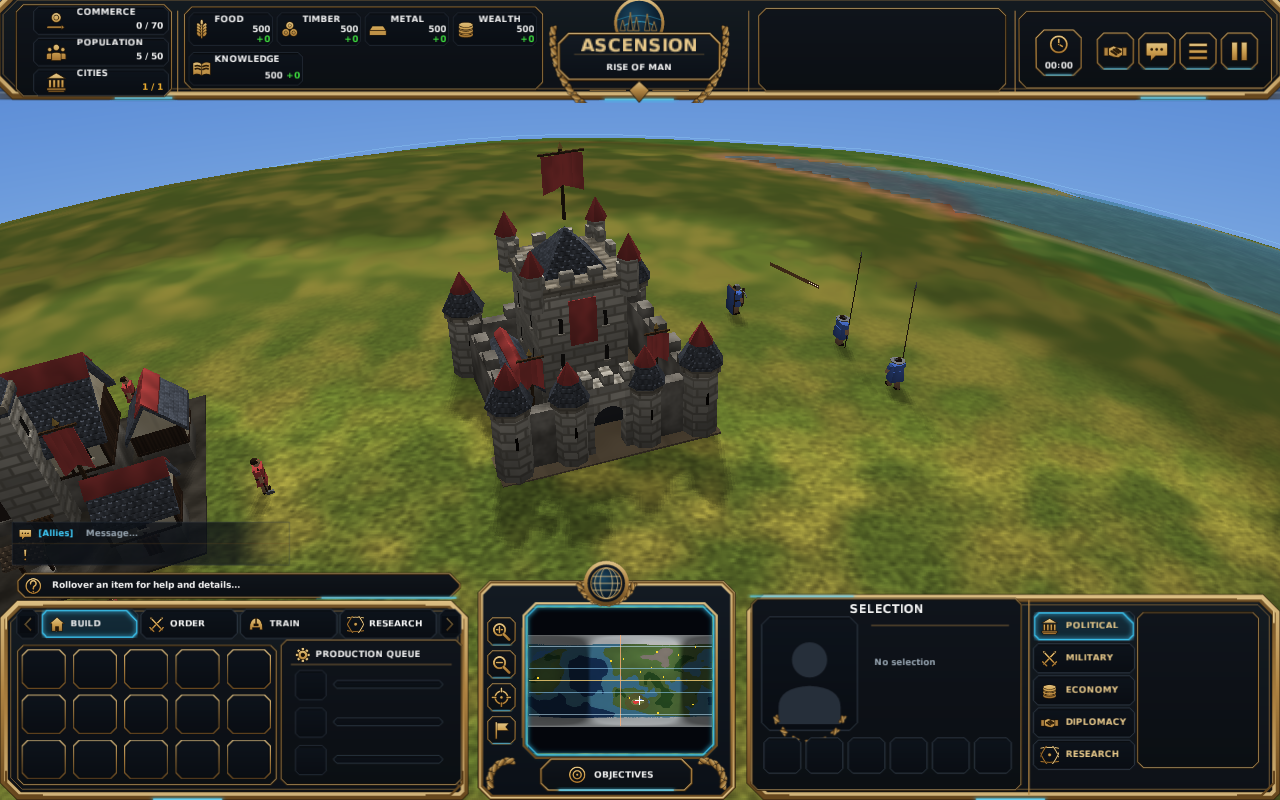 COMMERCE
0 / 70
POPULATION
5 / 50
CITIES
1 / 1
FOOD
500
+0
TIMBER
500
+0
METAL
500
+0
WEALTH
500
+0
KNOWLEDGE
500 +0
ASCENSION
RISE OF MAN
00:00
[Allies] Message...
!
? Rollover an item for help and details...
BUILD
ORDER
TRAIN
RESEARCH
PRODUCTION QUEUE
OBJECTIVES
SELECTION
No selection
POLITICAL
MILITARY
ECONOMY
DIPLOMACY
RESEARCH